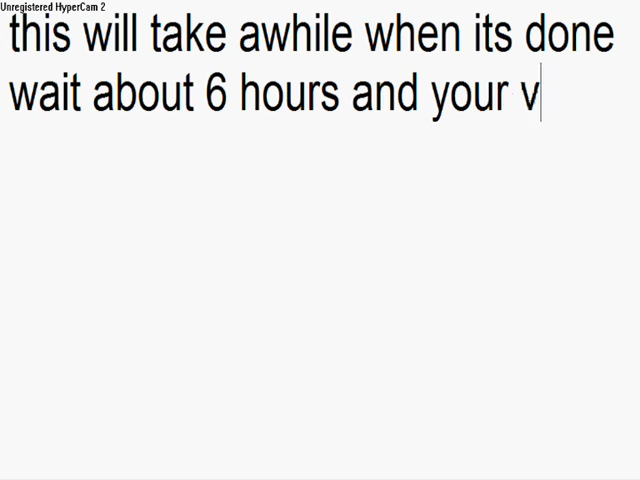 Unregistered HyperCam 2
this will take awhile when its done
wait about 6 hours and your v